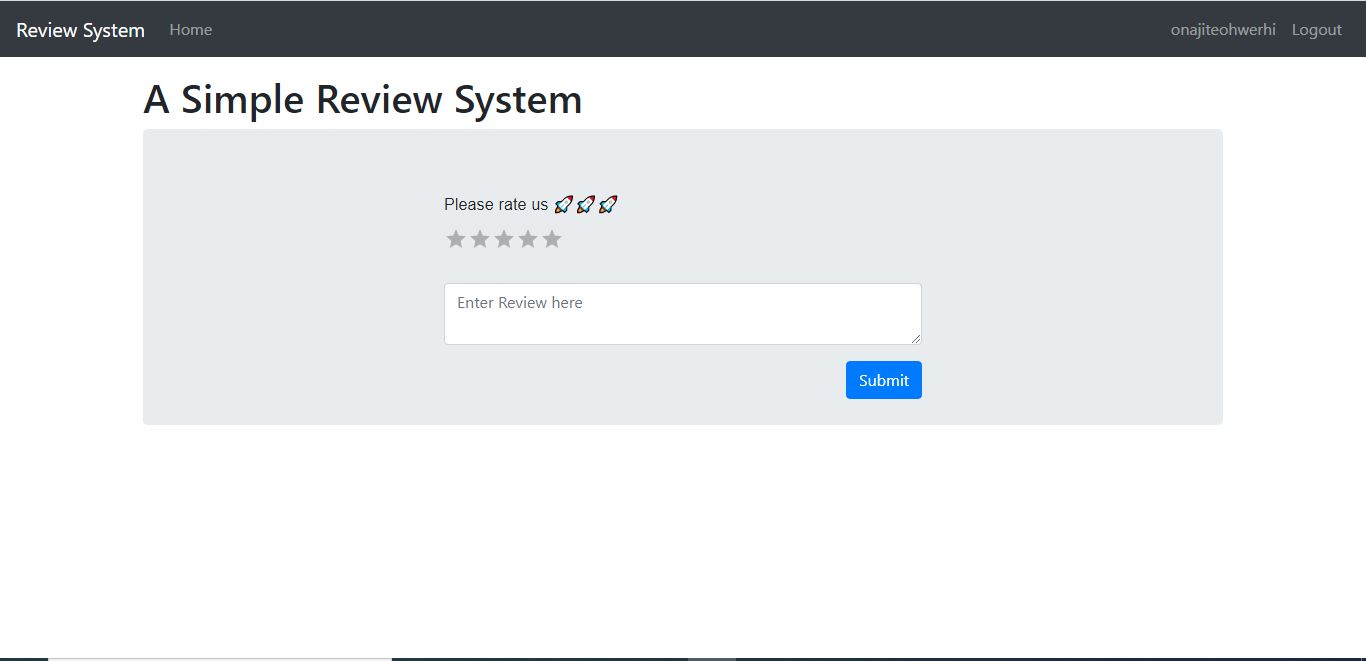 Review System Home onajiteohwerhi Logout
A Simple Review System
Please rate us 🚀🚀🚀
Enter Review here
Submit